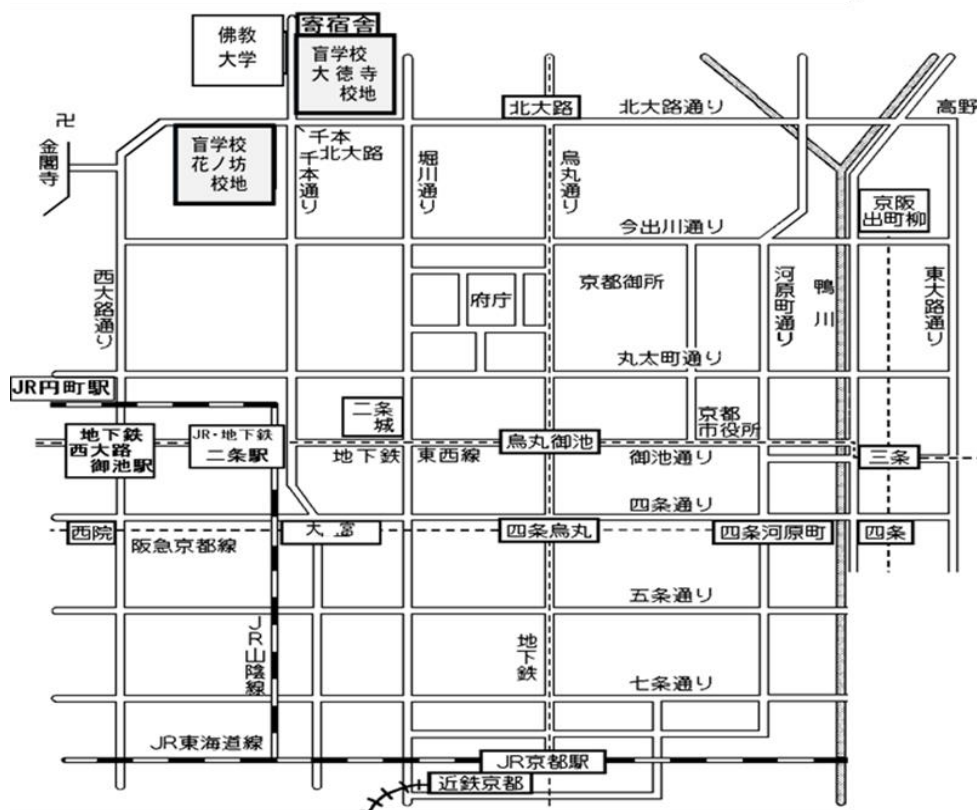 佛教
大学
寄宿舎
盲学校
大徳寺
校地
北大路
北大路通り
高野
卍
金閣寺
盲学校
花ノ坊
校地
千本
北大路
千本通り
堀川通り
烏丸通り
京阪
出町柳
今出川通り
西大路通り
府庁
京都御所
河原町通り
鴨川
東大路通り
丸太町通り
JR円町駅
二条
城
京都
市役所
地下鉄
西大路
御池駅
JR・地下鉄
二条駅
地下鉄
東西線
烏丸御池
御池通り
三条
四条通り
西院
阪急京都線
四条烏丸
四条河原町
四条
五条通り
JR山陰線
地下鉄
七条通り
JR東海道線
JR京都駅
近鉄京都